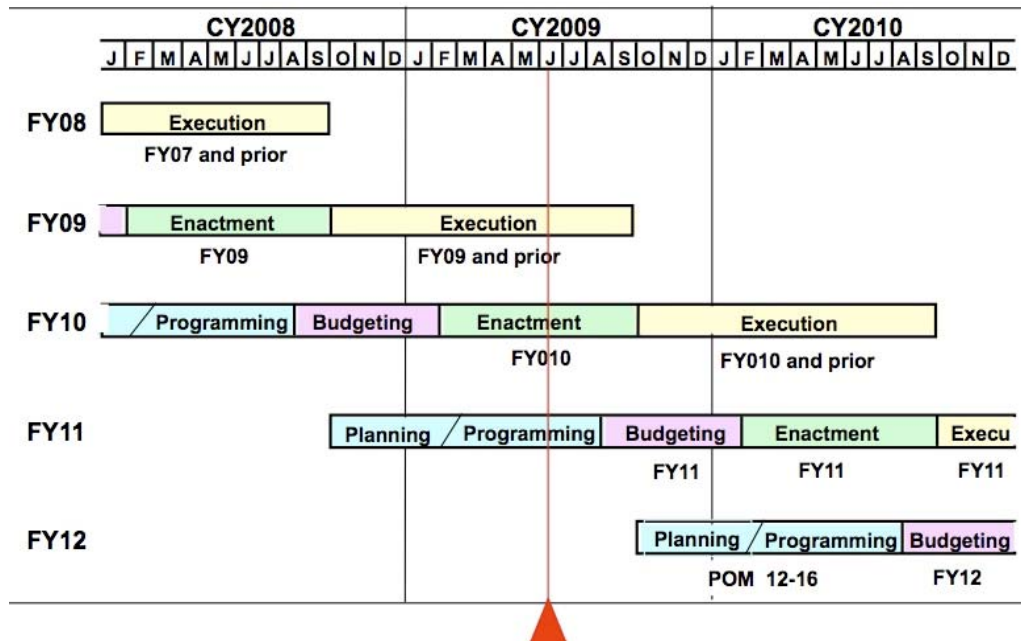 CY2008 CY2009 CY2010
J F M A M J J A S O N D J F M A M J J A S O N D J F M A M J J A S O N D
FY08 Execution
FY07 and prior
FY09 Enactment Execution
FY09 FY09 and prior
FY10 Programming Budgeting Enactment Execution
FY010 FY010 and prior
FY11 Planning Programming Budgeting Enactment Execu
FY11 FY11 FY11
FY12 Planning Programming Budgeting
POM 12-16 FY12